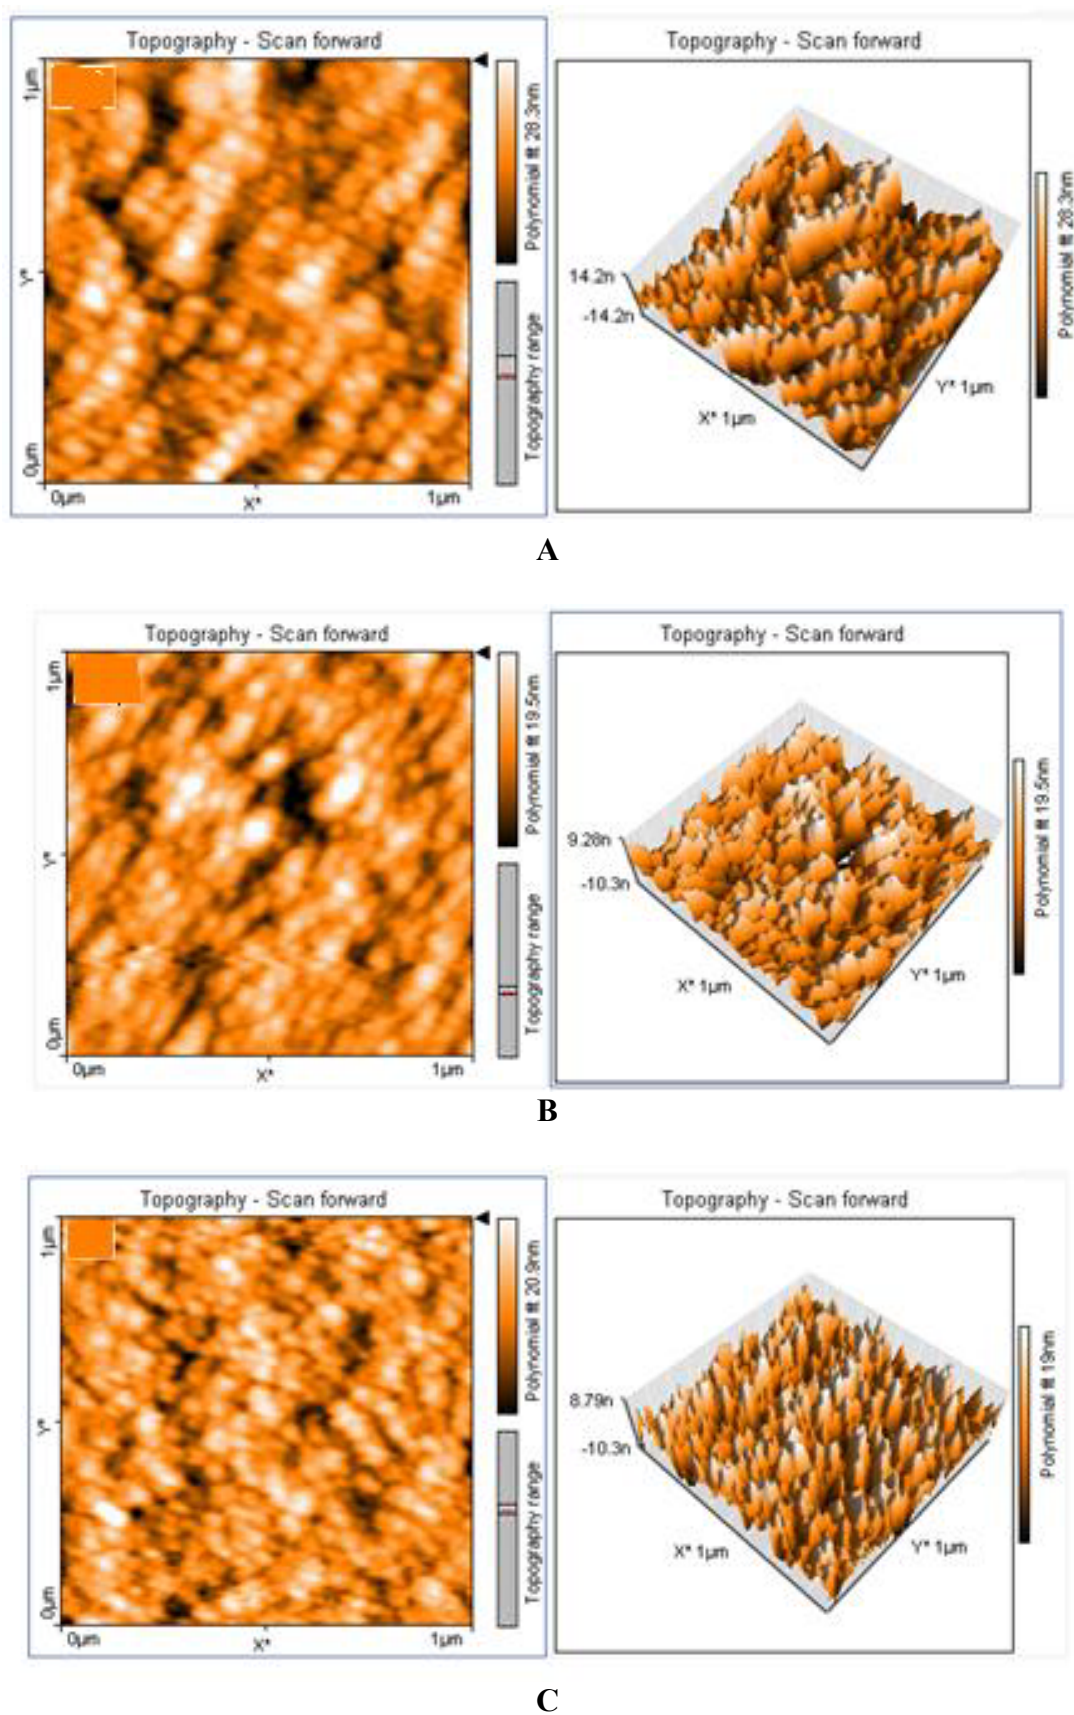 Topography - Scan forward
1µm
Y*
0µm
0µm
X*
1µm
Polynomial fit 28.3nm
Topography range
Topography - Scan forward
14.2n
-14.2n
X* 1µm
Y* 1µm
Polynomial fit 28.3nm
A
Topography - Scan forward
1µm
Y*
0µm
0µm
X*
1µm
Polynomial fit 19.5nm
Topography range
Topography - Scan forward
9.28n
-10.3n
X* 1µm
Y* 1µm
Polynomial fit 19.5nm
B
Topography - Scan forward
1µm
Y*
0µm
0µm
X*
1µm
Polynomial fit 20.9nm
Topography range
Topography - Scan forward
8.79n
-10.3n
X* 1µm
Y* 1µm
Polynomial fit 19nm
C